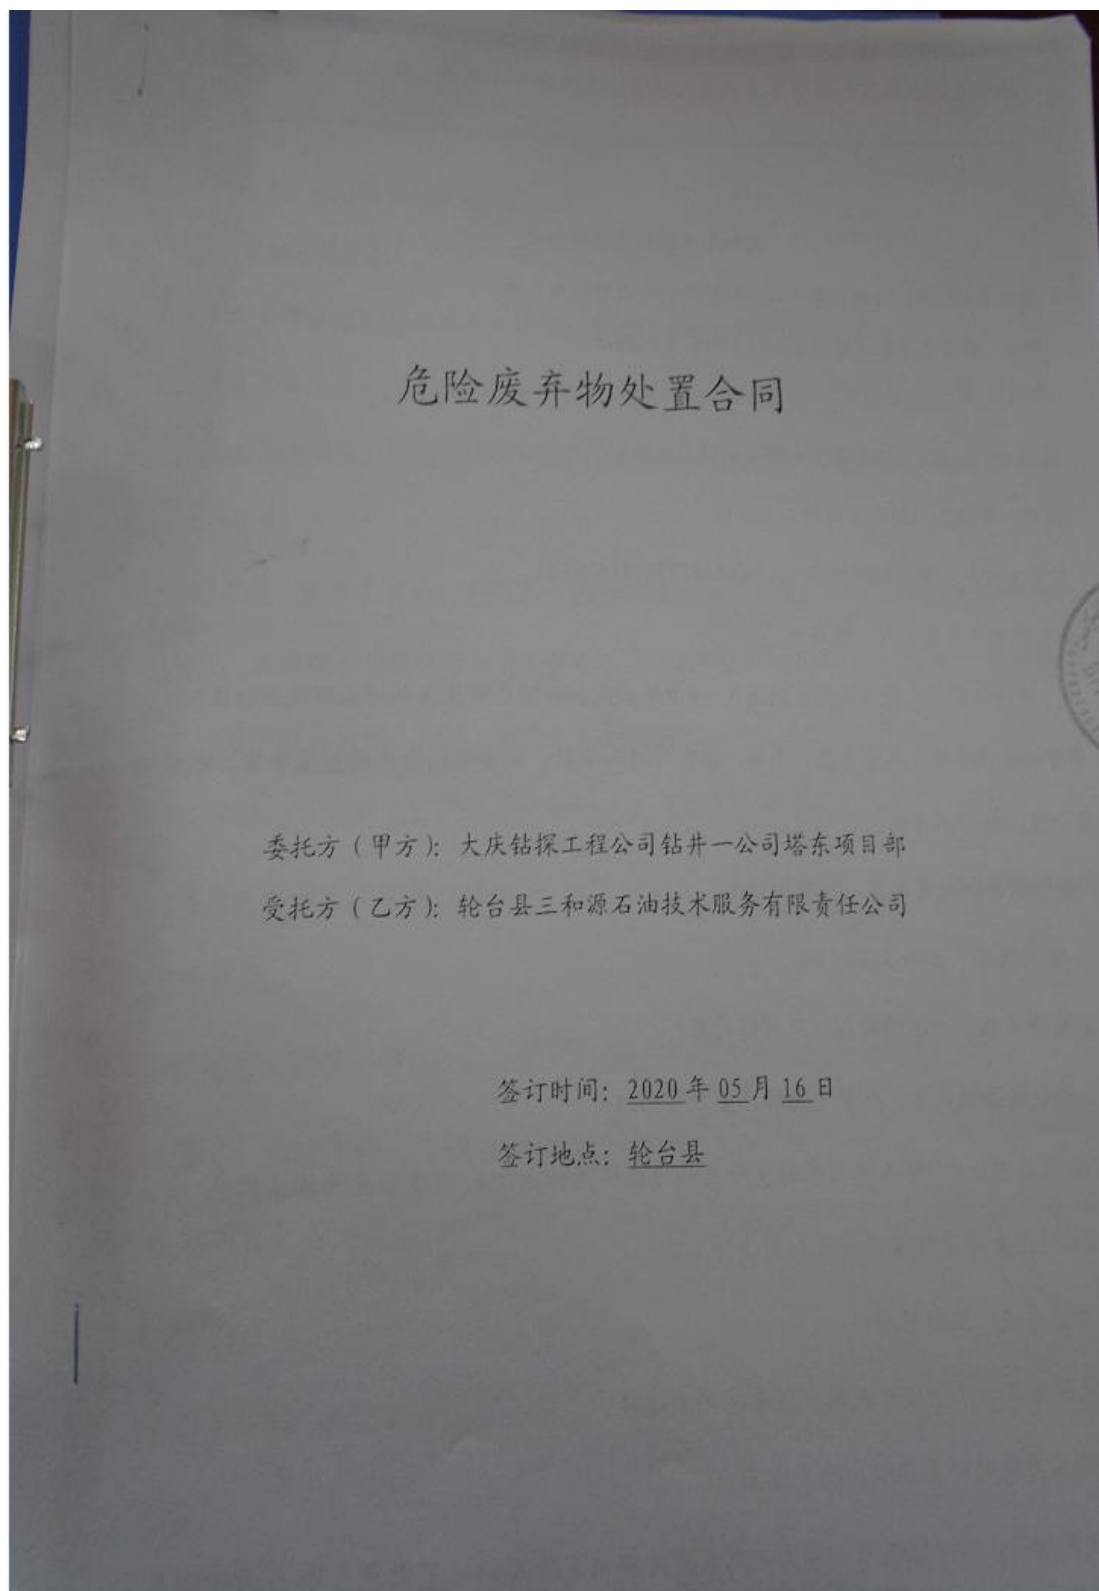 危险废弃物处置合同
委托方（甲方）：大庆钻探工程公司钻井一公司塔东项目部
受托方（乙方）：轮台县三和源石油技术服务有限责任公司
签订时间：2020年05月16日
签订地点：轮台县